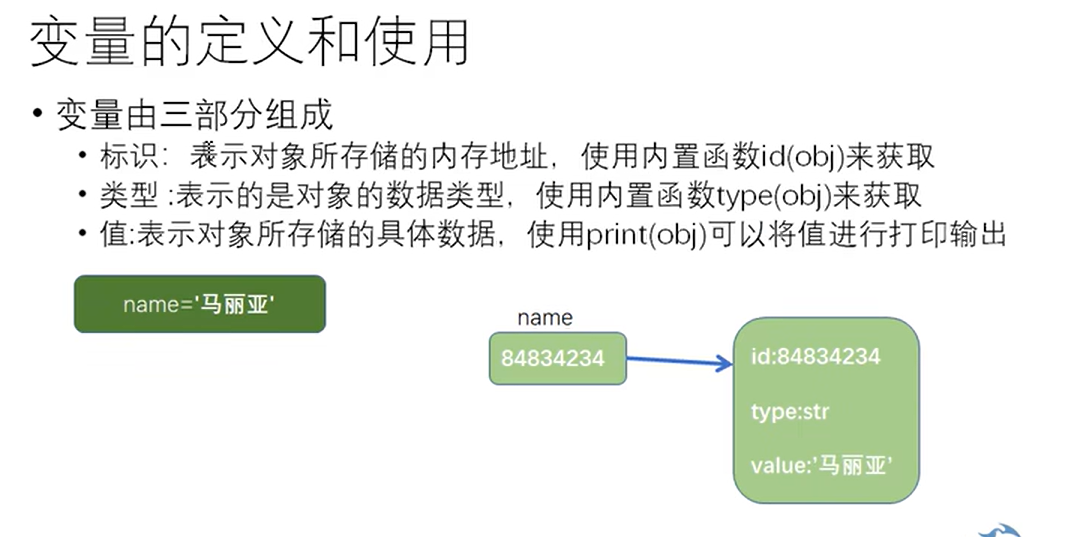 变量的定义和使用
• 变量由三部分组成
• 标识：表示对象所存储的内存地址，使用内置函数id(obj)来获取
• 类型 :表示的是对象的数据类型，使用内置函数type(obj)来获取
• 值:表示对象所存储的具体数据，使用print(obj)可以将值进行打印输出
name='马丽亚'
name
84834234
id:84834234
type:str
value:'马丽亚’